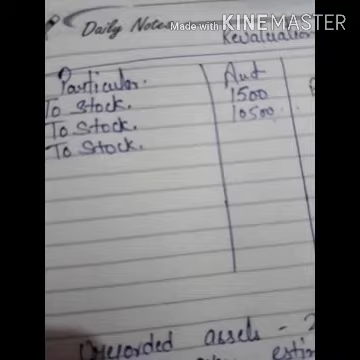 Daily Notes
Made with KINEMASTER
Revaluation
Particular. Amt
To Stock. 1500
To Stock. 10500
To Stock.
Unrecorded assets -